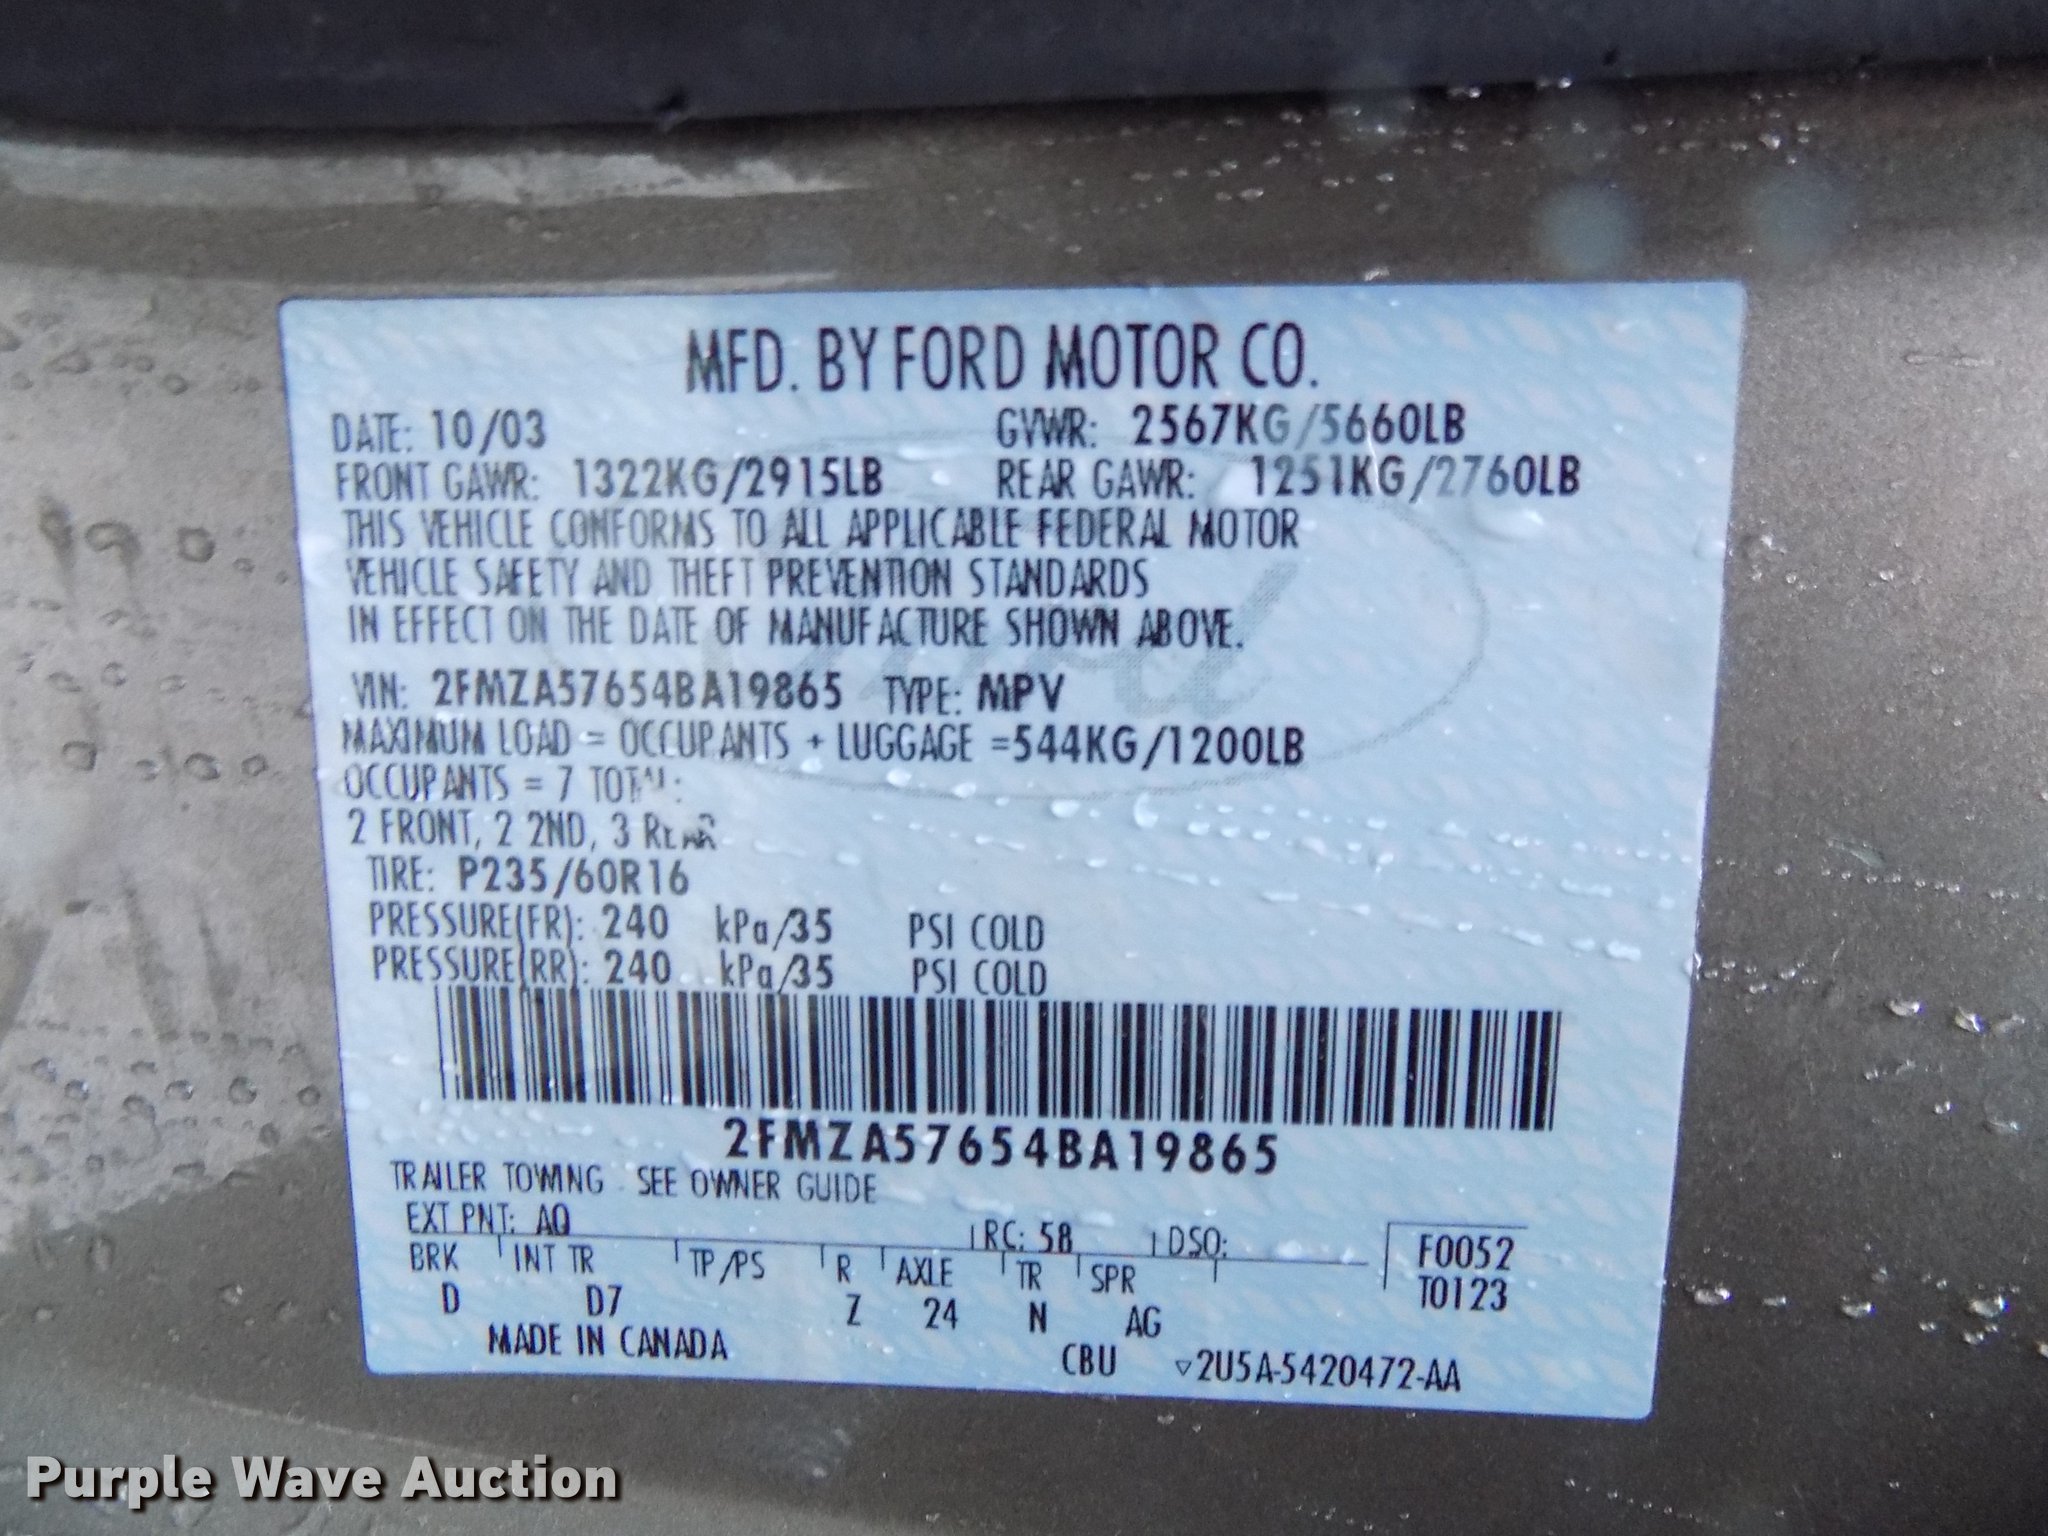 MFD. BY FORD MOTOR CO.
DATE: 10/03 GVWR: 2567KG/5660LB
FRONT GAWR: 1322KG/2915LB REAR GAWR: 1251KG/2760LB
THIS VEHICLE CONFORMS TO ALL APPLICABLE FEDERAL MOTOR
VEHICLE SAFETY AND THEFT PREVENTION STANDARDS
IN EFFECT ON THE DATE OF MANUFACTURE SHOWN ABOVE.
VIN: 2FMZA57654BA19865 TYPE: MPV
MAXIMUM LOAD = OCCUPANTS + LUGGAGE =544KG/1200LB
OCCUPANTS = 7 TOTAL:
2 FRONT, 2 2ND, 3 REAR
TIRE: P235/60R16
PRESSURE(FR): 240 kPa/35 PSI COLD
PRESSURE(RR): 240 kPa/35 PSI COLD
2FMZA57654BA19865
TRAILER TOWING SEE OWNER GUIDE
EXT PNT: AQ RC: 58 DSO: F0052
BRK INT TR TP/PS R AXLE TR SPR T0123
D D7 Z 24 N AG
MADE IN CANADA CBU ▽2U5A-5420472-AA
Purple Wave Auction